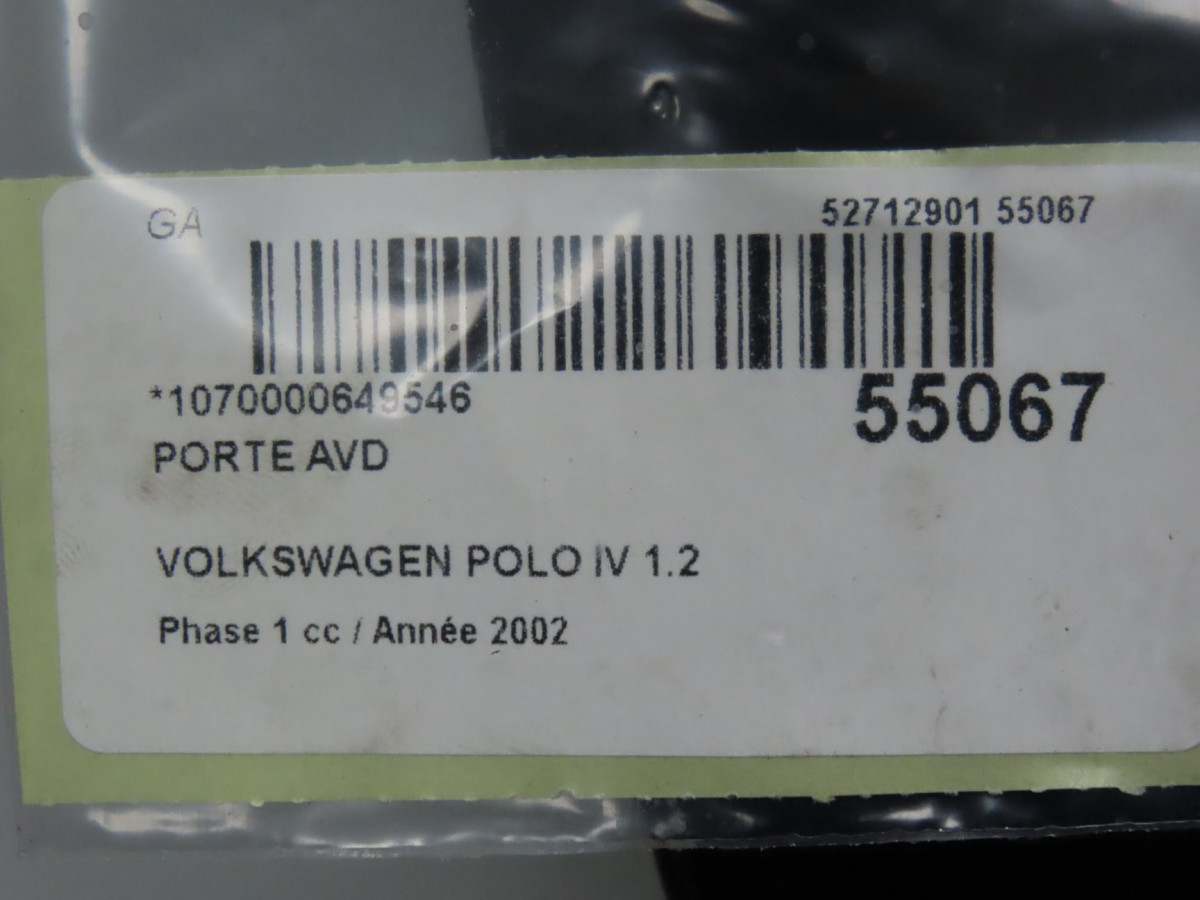 GA
52712901 55067
*1070000649546
55067
PORTE AVD
VOLKSWAGEN POLO IV 1.2
Phase 1 cc / Année 2002